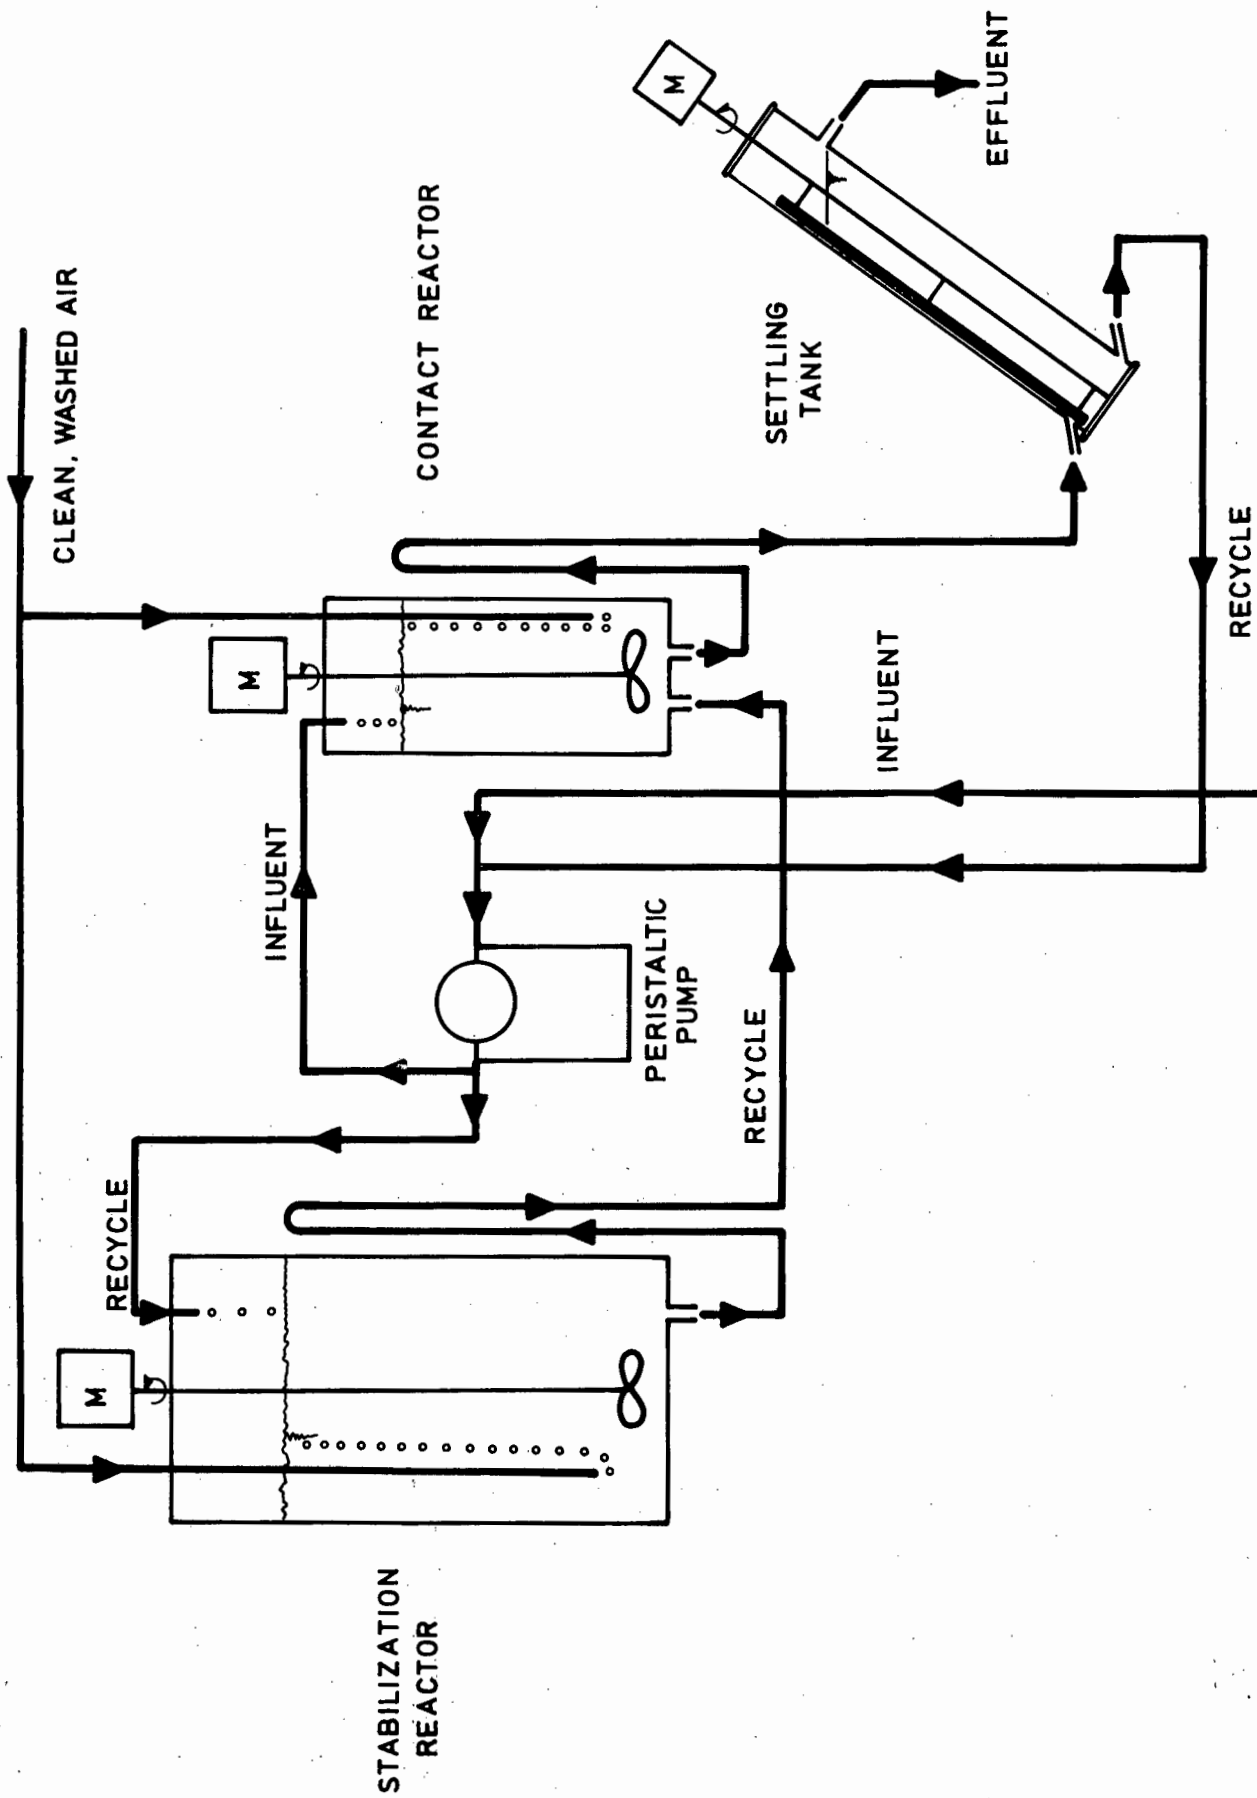 CLEAN, WASHED AIR
M
M
RECYCLE
INFLUENT
CONTACT REACTOR
M
STABILIZATION
REACTOR
PERISTALTIC
PUMP
SETTLING
TANK
RECYCLE
INFLUENT
EFFLUENT
RECYCLE